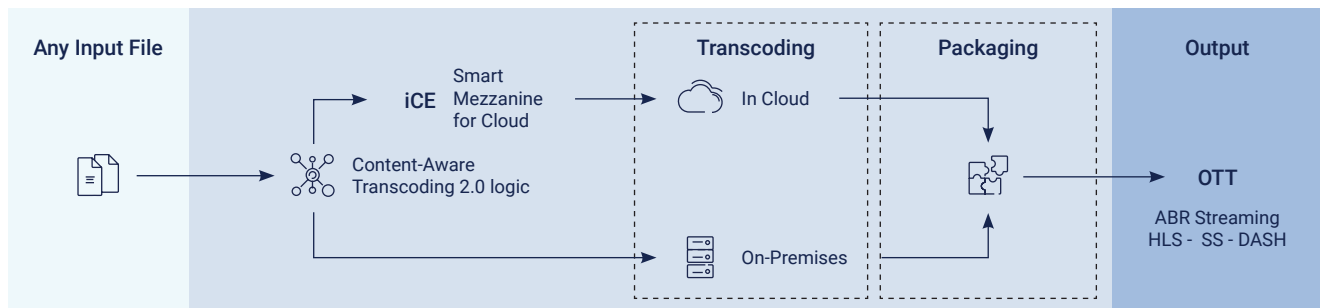 Any Input File
Transcoding
Packaging
Output
iCE
Smart
Mezzanine
for Cloud
In Cloud
Content-Aware
Transcoding 2.0 logic
On-Premises
OTT
ABR Streaming
HLS - SS - DASH